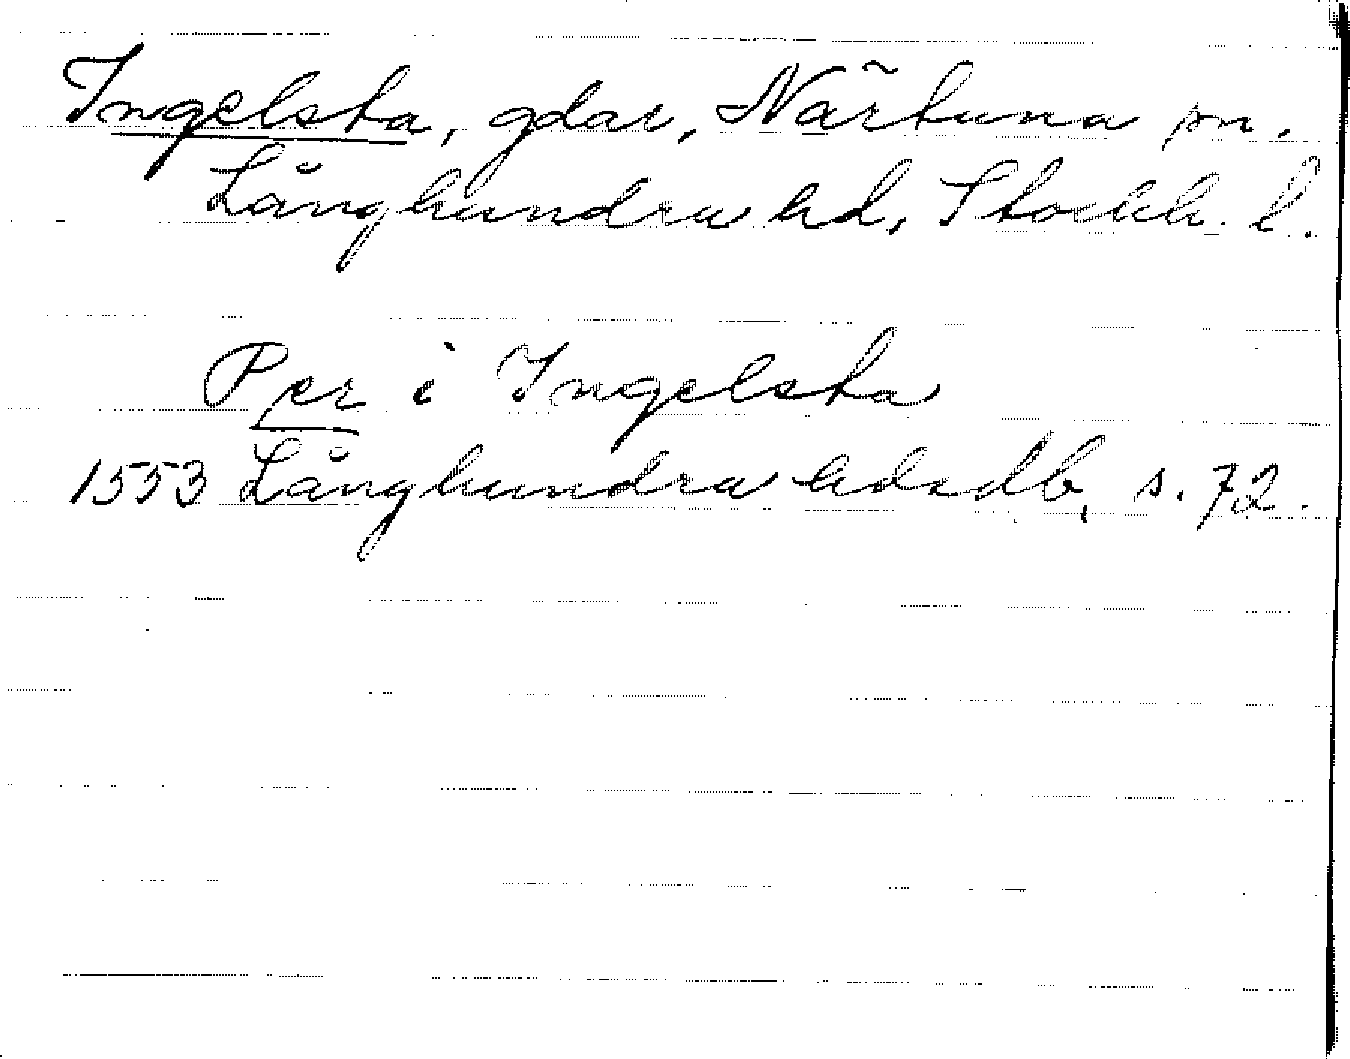 Ingelsta, gdar, Närtuna sn.
Långhundra hd, Stockh. l.
Per i Ingelsta
1553 Långhundra hdsdb, s. 72.